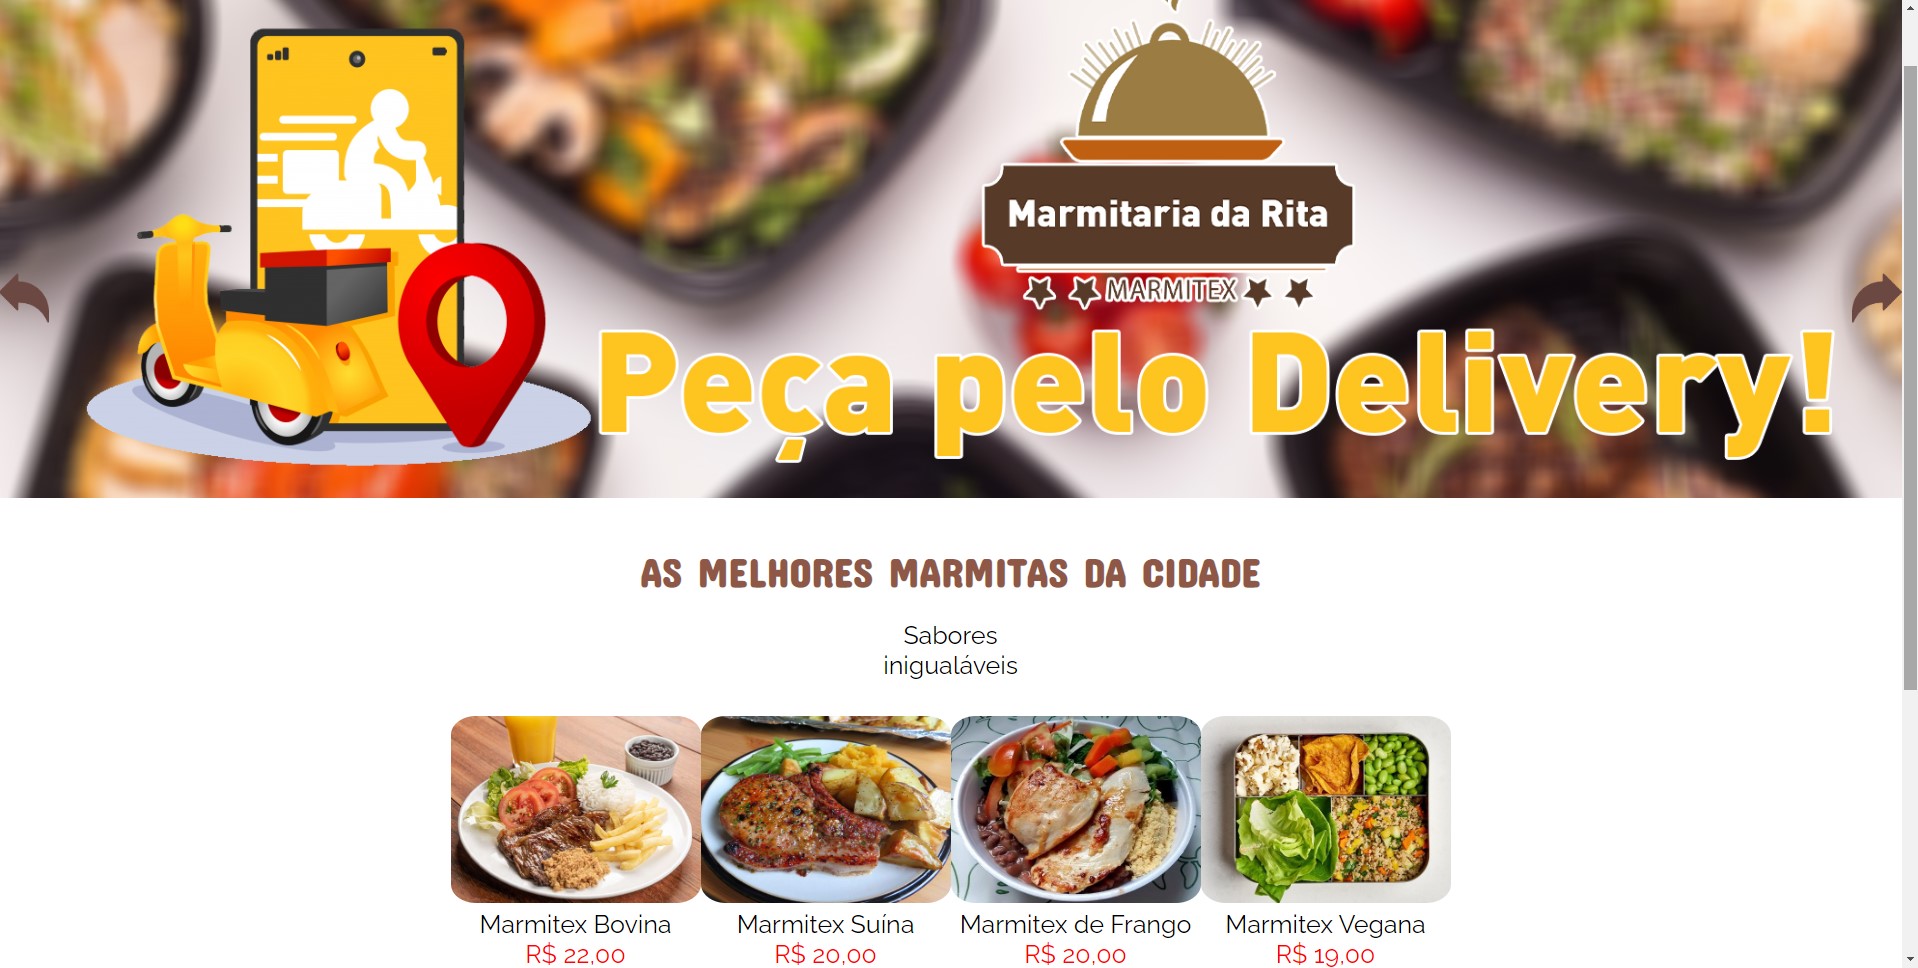 Marmitaria da Rita
MARMITEX
Peça pelo Delivery!
AS MELHORES MARMITAS DA CIDADE
Sabores
inigualáveis
Marmitex Bovina
R$ 22,00
Marmitex Suína
R$ 20,00
Marmitex de Frango
R$ 20,00
Marmitex Vegana
R$ 19,00